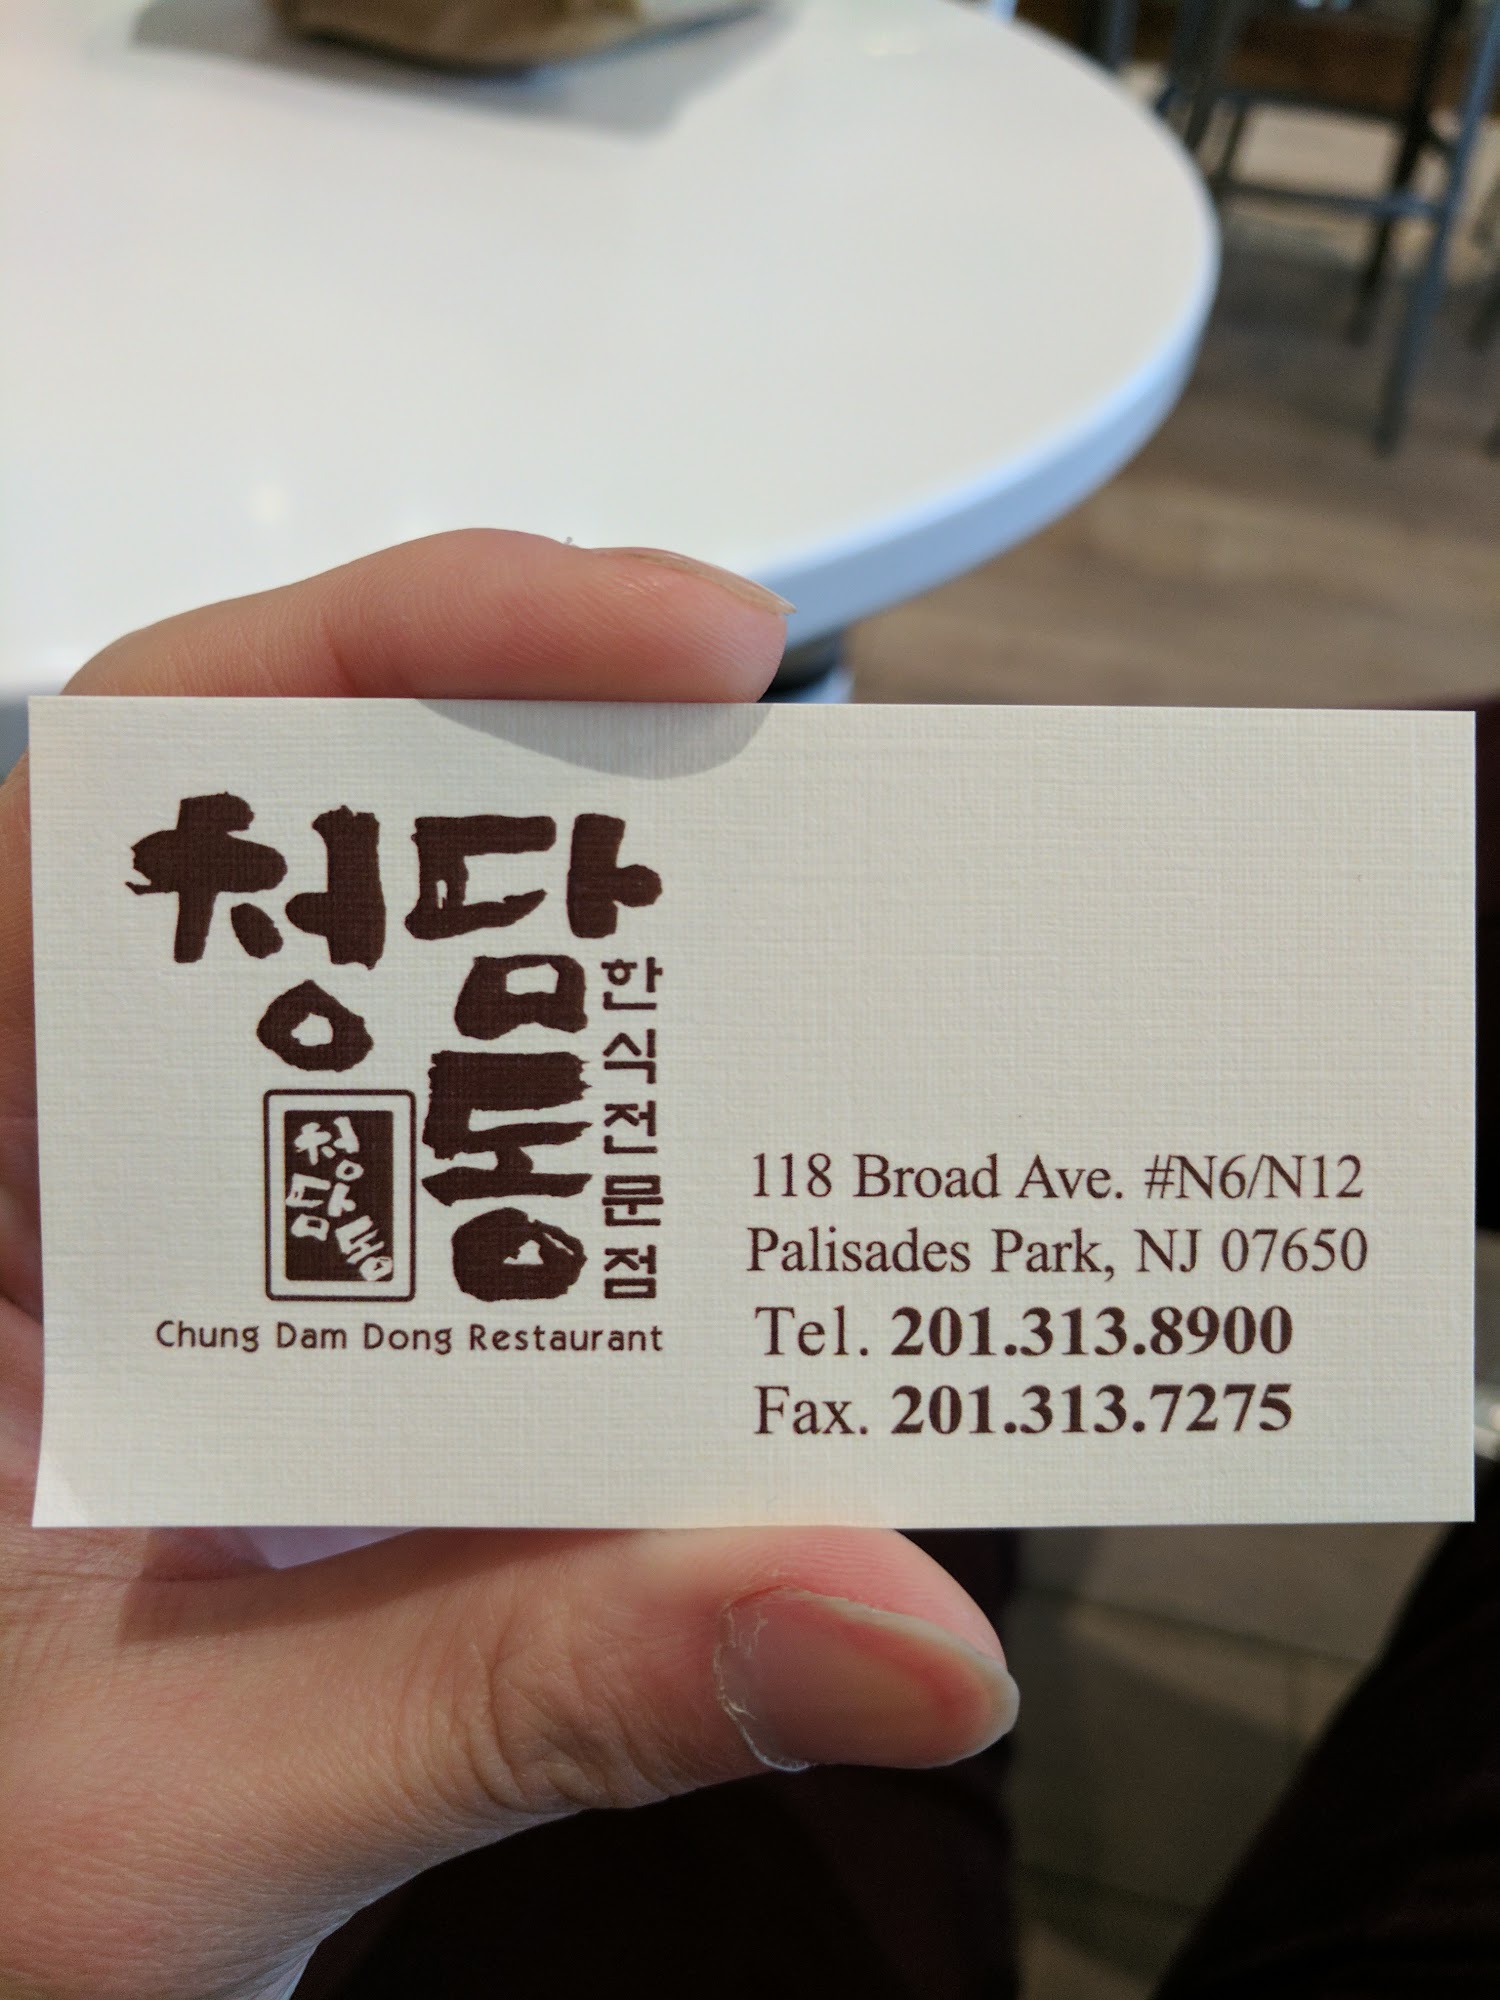 청담동
한식전문점
청담동
Chung Dam Dong Restaurant
118 Broad Ave. #N6/N12
Palisades Park, NJ 07650
Tel. 201.313.8900
Fax. 201.313.7275